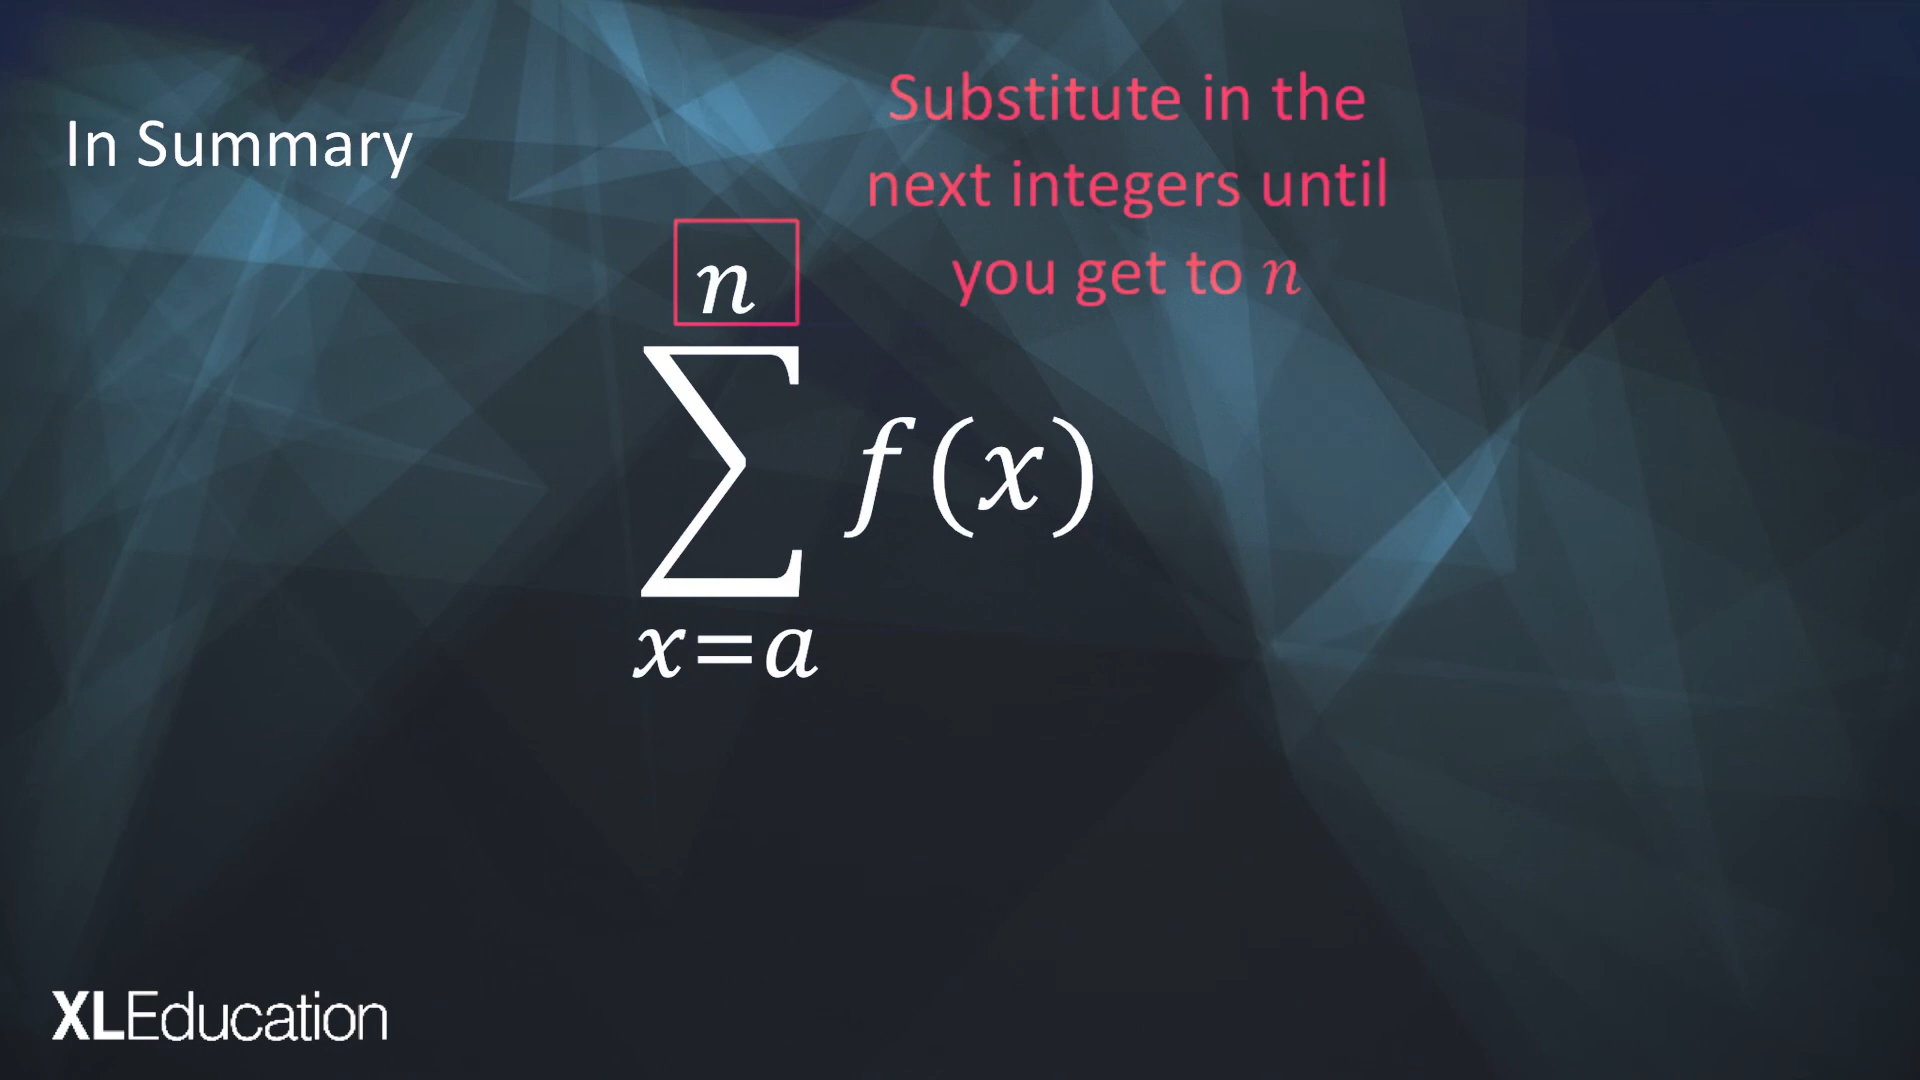 In Summary
Substitute in the
next integers until
you get to n
n
∑ f(x)
x=a
XLEducation